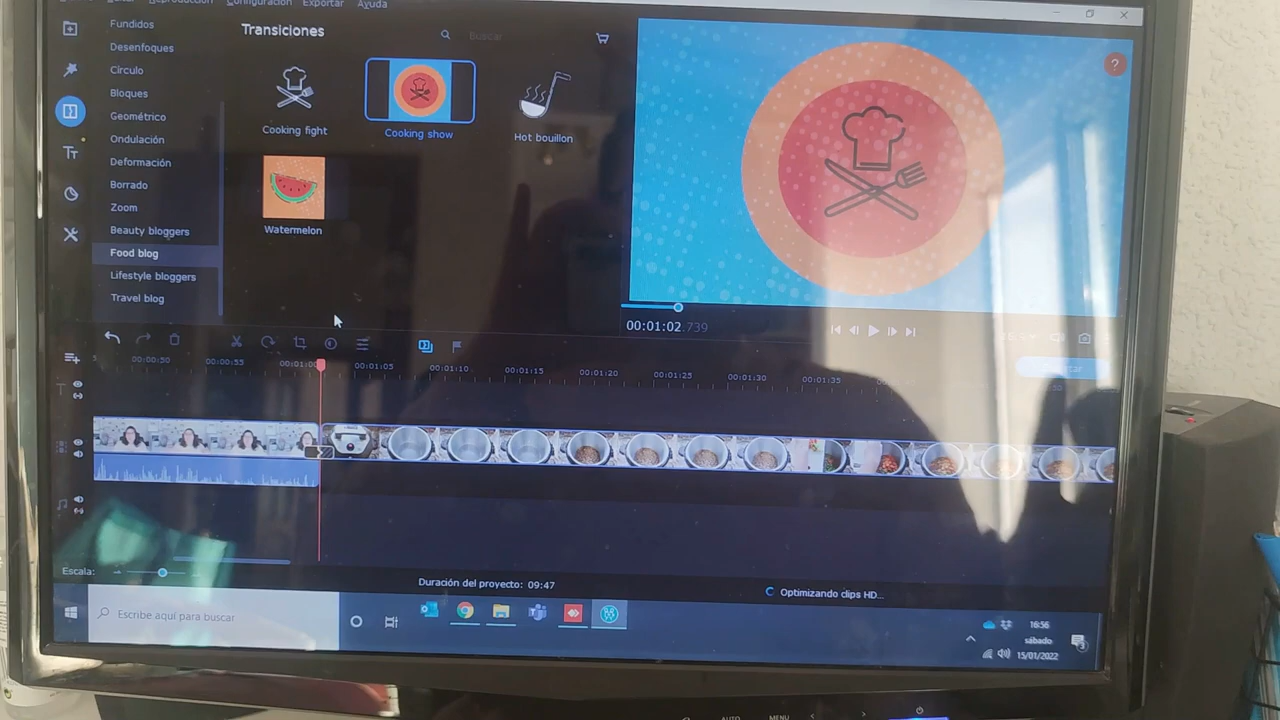 Reproducción Configuración Exportar Ayuda
Fundidos
Desenfoques
Círculo
Bloques
Geométrico
Ondulación
Deformación
Borrado
Zoom
Beauty bloggers
Food blog
Lifestyle bloggers
Travel blog
Transiciones
Buscar
Cooking fight
Cooking show
Hot bouillon
Watermelon
?
00:01:02.739
00:00:50 00:00:55 00:01:00 00:01:05 00:01:10 00:01:15 00:01:20 00:01:25 00:01:30 00:01:35
Escala:
Duración del proyecto: 09:47
Optimizando clips HD...
Escribe aquí para buscar
16:56
sábado
15/01/2022
3
AUTO MENU